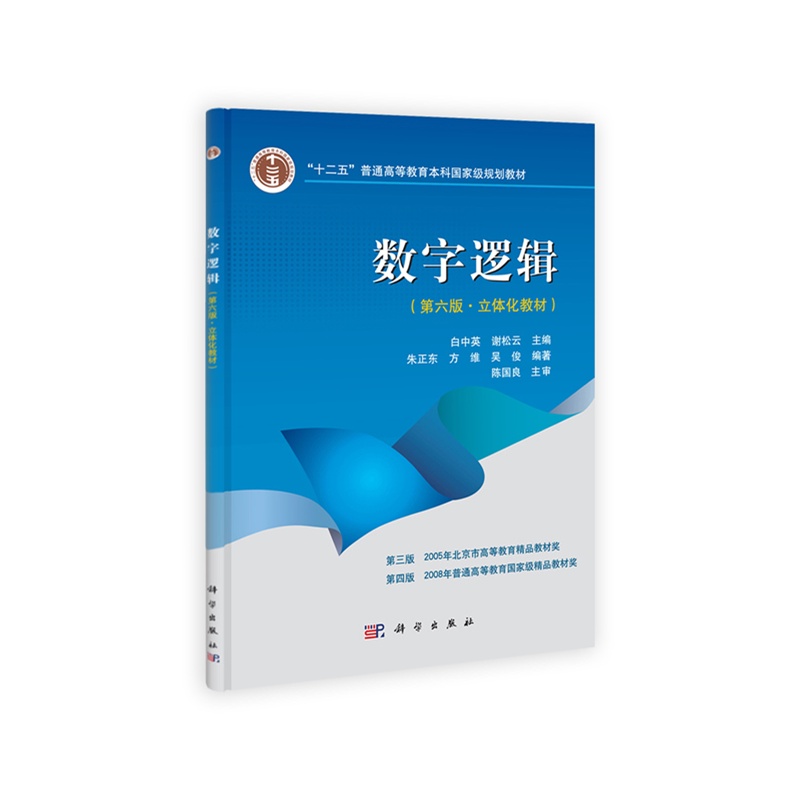 “十二五”普通高等教育本科国家级规划教材
数字逻辑
（第六版·立体化教材）
白中英 谢松云 主编
朱正东 方 维 吴 俊 编著
陈国良 主审
第三版 2005年北京市高等教育精品教材奖
第四版 2008年普通高等教育国家级精品教材奖
科学出版社
数字逻辑
（第六版·立体化教材）
科学出版社